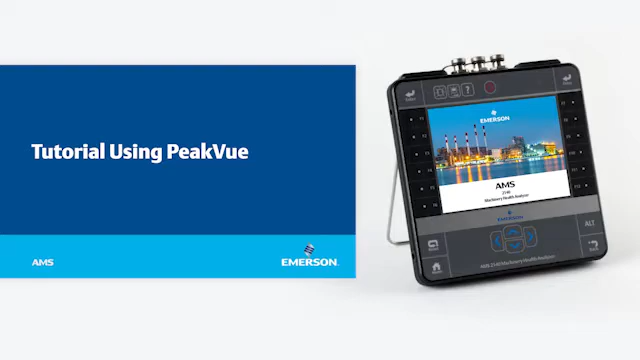 Tutorial Using PeakVue
AMS
EMERSON
EMERSON
AMS
2140
Machinery Health Analyzer
EMERSON
ALT
AMS 2140 Machinery Health Analyzer